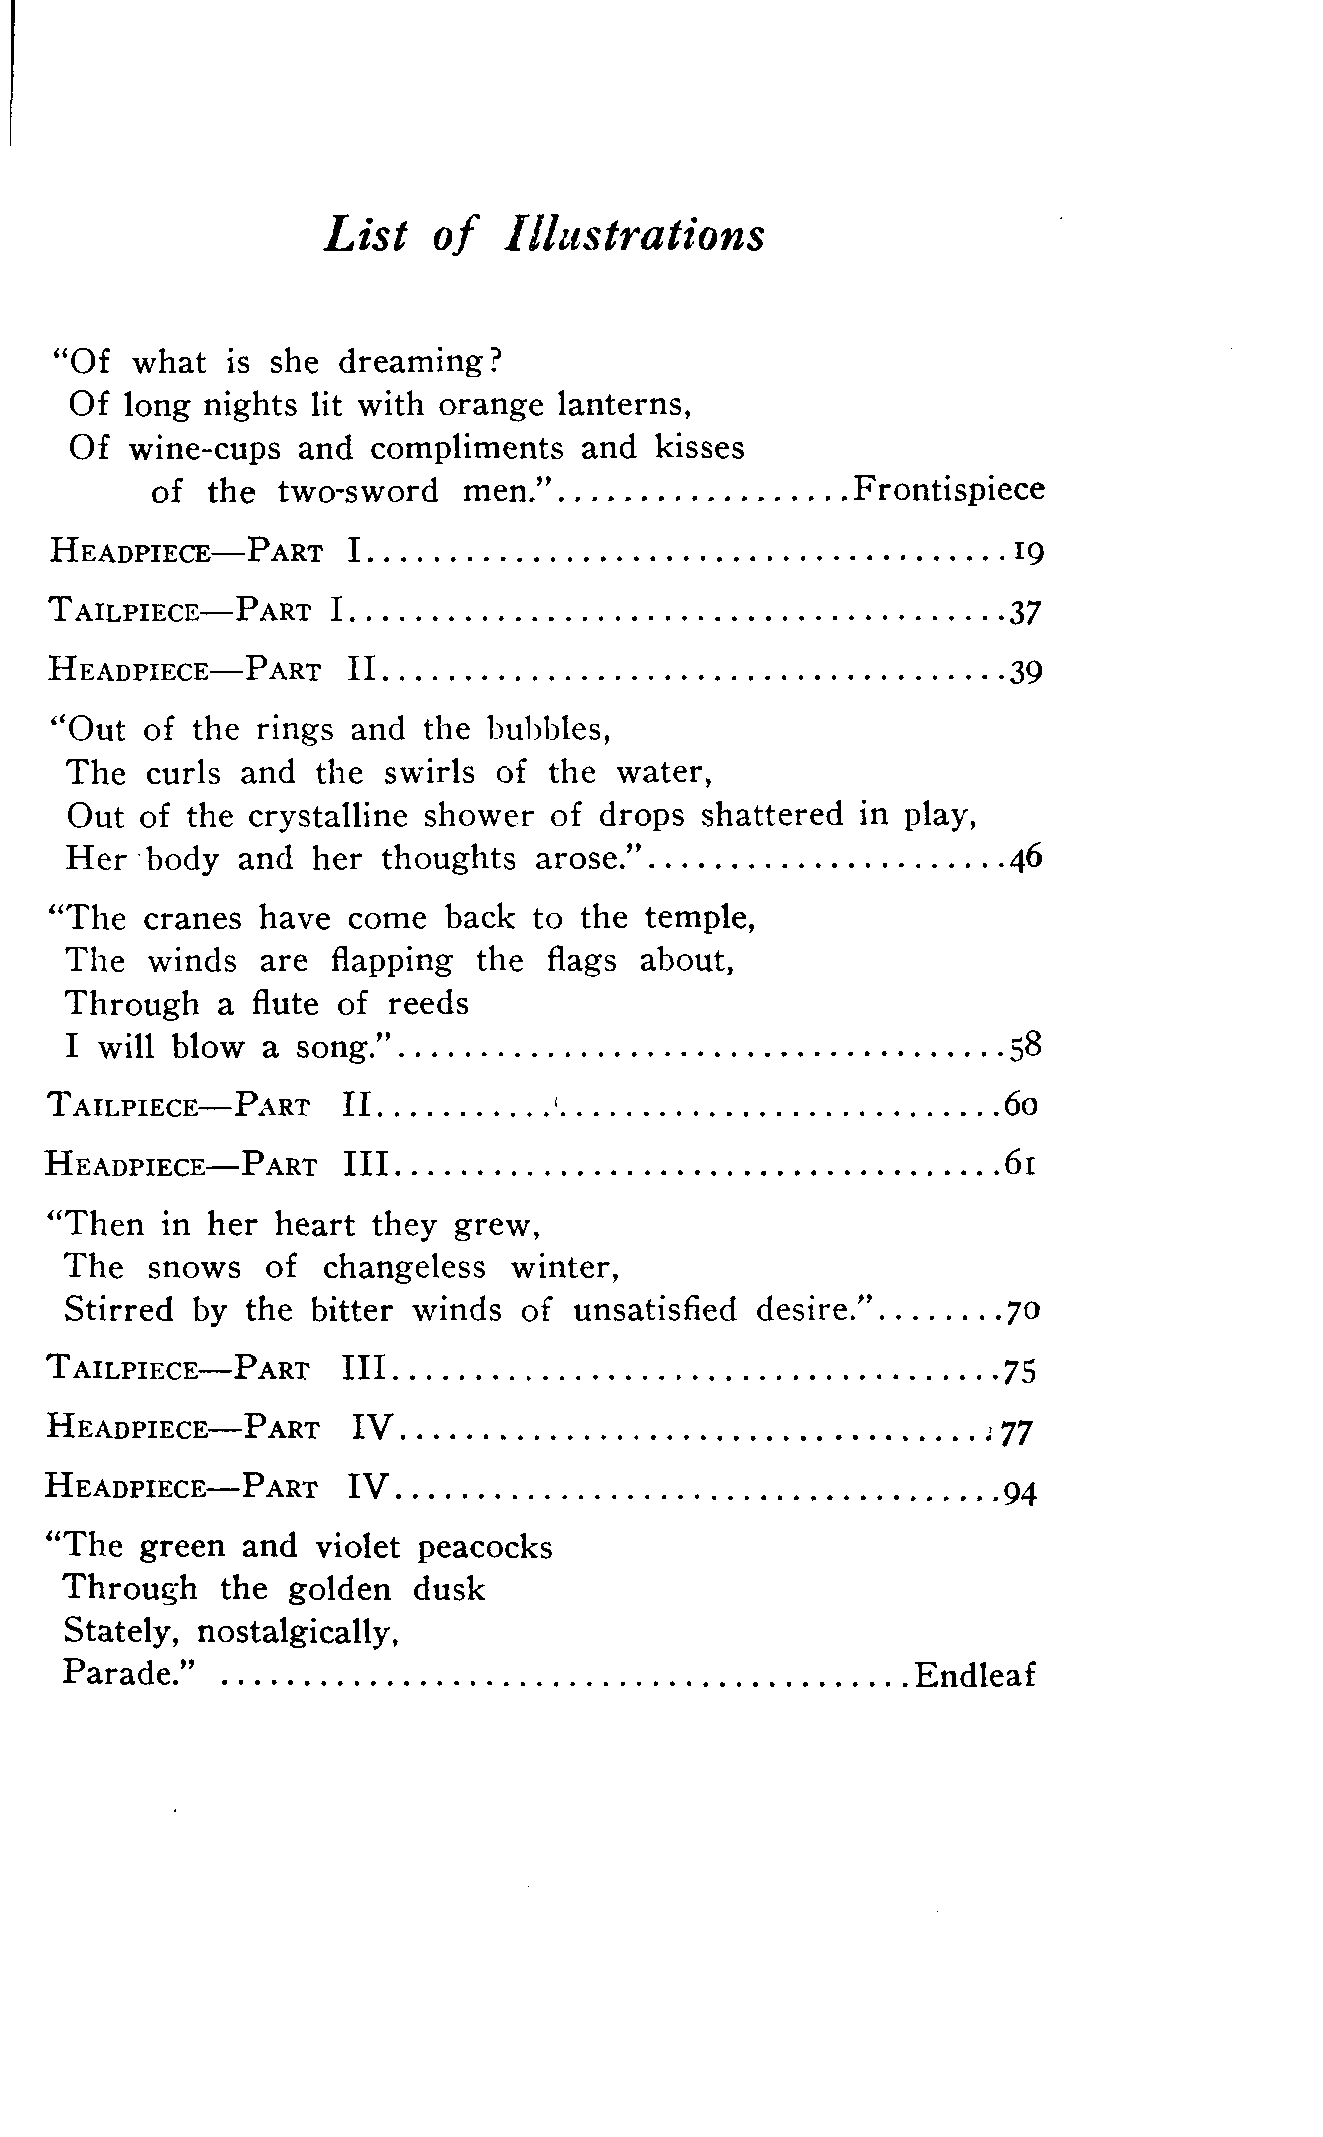 List of Illustrations
“Of what is she dreaming?
Of long nights lit with orange lanterns,
Of wine-cups and compliments and kisses
of the two-sword men.”..................Frontispiece
HEADPIECE—PART I.......................................19
TAILPIECE—PART I........................................37
HEADPIECE—PART II......................................39
“Out of the rings and the bubbles,
The curls and the swirls of the water,
Out of the crystalline shower of drops shattered in play,
Her body and her thoughts arose.”......................46
“The cranes have come back to the temple,
The winds are flapping the flags about,
Through a flute of reeds
I will blow a song.”.....................................58
TAILPIECE—PART II......................................60
HEADPIECE—PART III.....................................61
“Then in her heart they grew,
The snows of changeless winter,
Stirred by the bitter winds of unsatisfied desire.”........70
TAILPIECE—PART III.....................................75
HEADPIECE—PART IV....................................77
HEADPIECE—PART IV.....................................94
“The green and violet peacocks
Through the golden dusk
Stately, nostalgically,
Parade.” ..........................................Endleaf